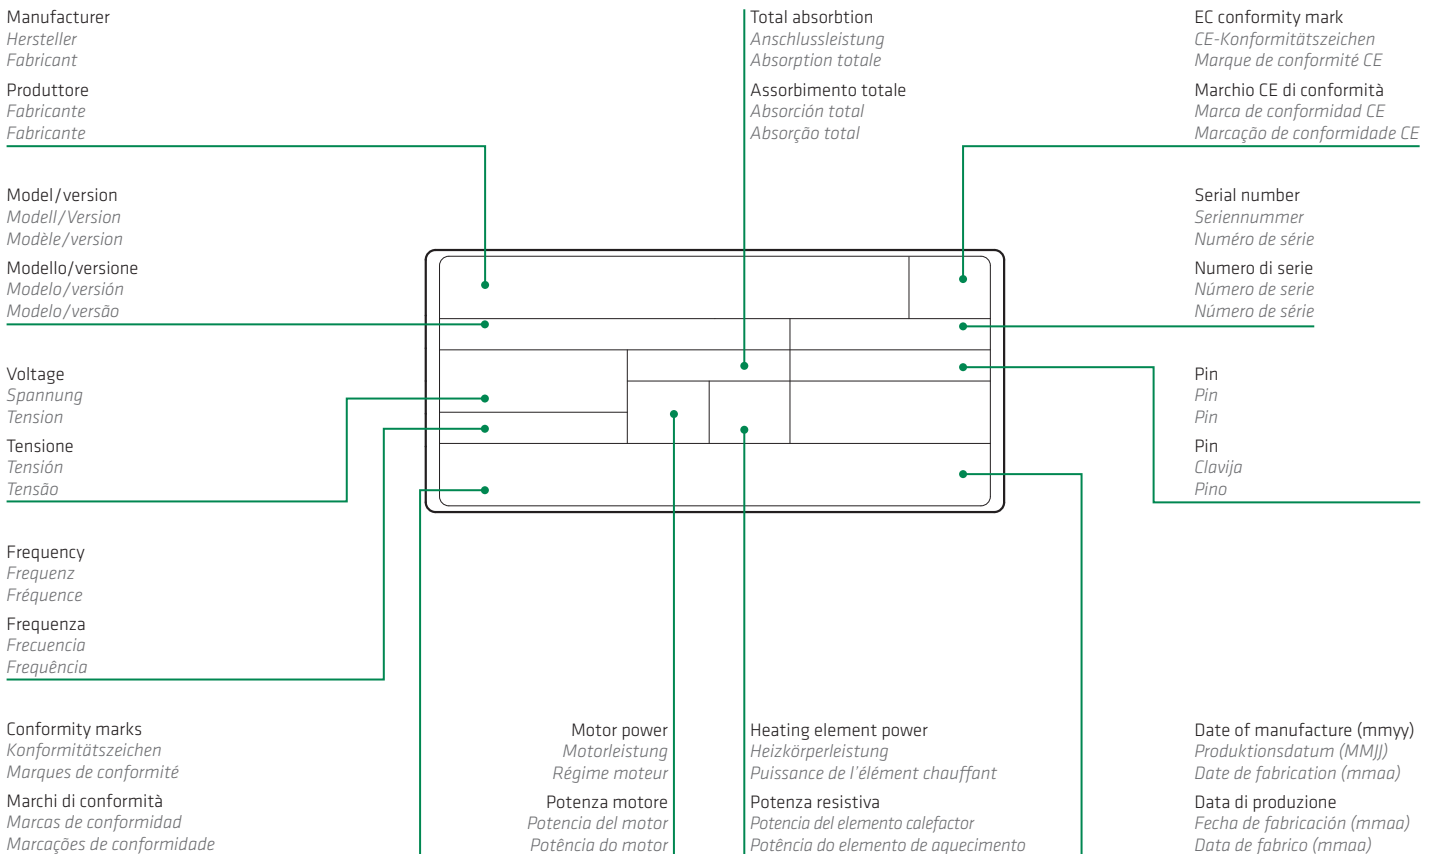 Manufacturer
Hersteller
Fabricant
Produttore
Fabricante
Fabricante
Total absorbtion
Anschlussleistung
Absorption totale
Assorbimento totale
Absorción total
Absorção total
EC conformity mark
CE-Konformitätszeichen
Marque de conformité CE
Marchio CE di conformità
Marca de conformidad CE
Marcação de conformidade CE
Model/version
Modell/Version
Modèle/version
Modello/versione
Modelo/versión
Modelo/versão
Serial number
Seriennummer
Numéro de série
Numero di serie
Número de serie
Número de série
Voltage
Spannung
Tension
Tensione
Tensión
Tensão
Pin
Pin
Pin
Pin
Clavija
Pino
Frequency
Frequenz
Fréquence
Frequenza
Frecuencia
Frequência
Conformity marks
Konformitätszeichen
Marques de conformité
Marchi di conformità
Marcas de conformidad
Marcações de conformidade
Motor power
Motorleistung
Régime moteur
Potenza motore
Potencia del motor
Potência do motor
Heating element power
Heizkörperleistung
Puissance de l'élément chauffant
Potenza resistiva
Potencia del elemento calefactor
Potência do elemento de aquecimento
Date of manufacture (mmyy)
Produktionsdatum (MMJJ)
Date de fabrication (mmaa)
Data di produzione
Fecha de fabricación (mmaa)
Data de fabrico (mmaa)